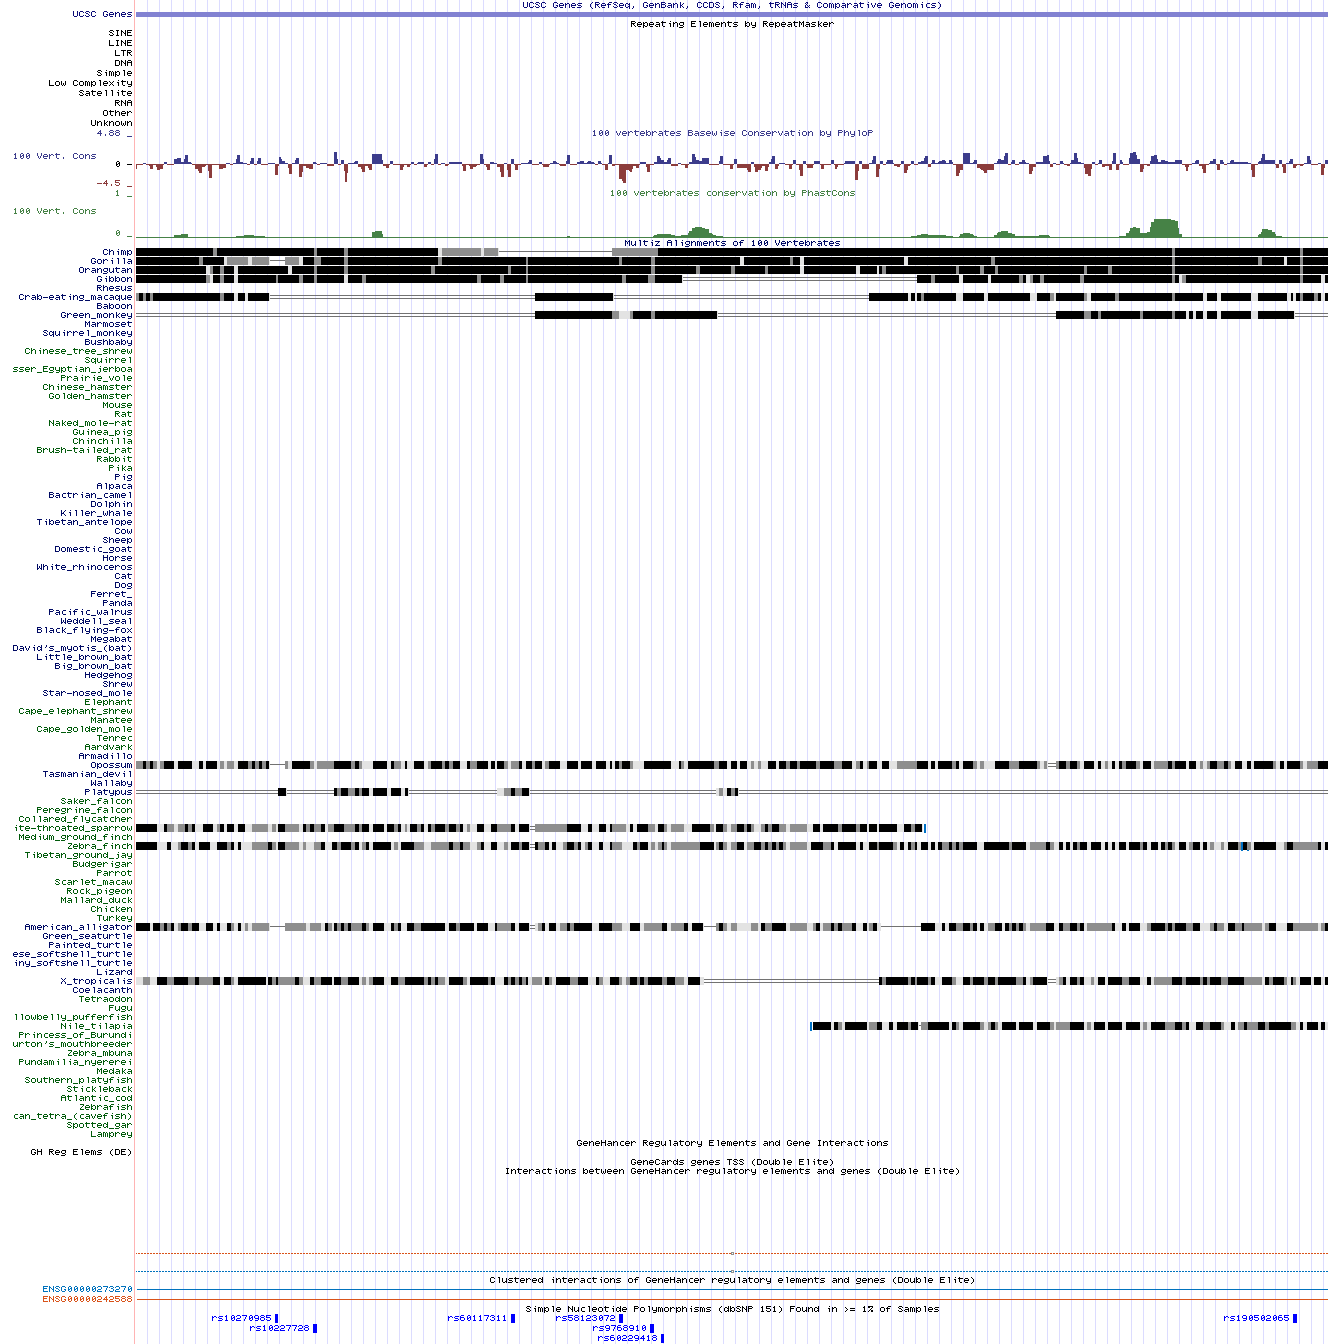 UCSC Genes (RefSeq, GenBank, CCDS, Rfam, tRNAs & Comparative Genomics)
UCSC Genes
Repeating Elements by RepeatMasker
SINE
LINE
LTR
DNA
Simple
Low Complexity
Satellite
RNA
Other
Unknown
4.88 _
100 vertebrates Basewise Conservation by PhyloP
100 Vert. Cons
0 _
-4.5 _
1 _
100 vertebrates conservation by PhastCons
100 Vert. Cons
0 _
Multiz Alignments of 100 Vertebrates
Chimp
Gorilla
Orangutan
Gibbon
Rhesus
Crab-eating_macaque
Baboon
Green_monkey
Marmoset
Squirrel_monkey
Bushbaby
Chinese_tree_shrew
Squirrel
sser_Egyptian_jerboa
Prairie_vole
Chinese_hamster
Golden_hamster
Mouse
Rat
Naked_mole-rat
Guinea_pig
Chinchilla
Brush-tailed_rat
Rabbit
Pika
Pig
Alpaca
Bactrian_camel
Dolphin
Killer_whale
Tibetan_antelope
Cow
Sheep
Domestic_goat
Horse
White_rhinoceros
Cat
Dog
Ferret_
Panda
Pacific_walrus
Weddell_seal
Black_flying-fox
Megabat
David's_myotis_(bat)
Little_brown_bat
Big_brown_bat
Hedgehog
Shrew
Star-nosed_mole
Elephant
Cape_elephant_shrew
Manatee
Cape_golden_mole
Tenrec
Aardvark
Armadillo
Opossum
Tasmanian_devil
Wallaby
Platypus
Saker_falcon
Peregrine_falcon
Collared_flycatcher
ite-throated_sparrow
Medium_ground_finch
Zebra_finch
Tibetan_ground_jay
Budgerigar
Parrot
Scarlet_macaw
Rock_pigeon
Mallard_duck
Chicken
Turkey
American_alligator
Green_seaturtle
Painted_turtle
ese_softshell_turtle
iny_softshell_turtle
Lizard
X_tropicalis
Coelacanth
Tetraodon
Fugu
llowbelly_pufferfish
Nile_tilapia
Princess_of_Burundi
urton's_mouthbreeder
Zebra_mbuna
Pundamilia_nyererei
Medaka
Southern_platyfish
Stickleback
Atlantic_cod
Zebrafish
can_tetra_(cavefish)
Spotted_gar
Lamprey
GeneHancer Regulatory Elements and Gene Interactions
GH Reg Elems (DE)
GeneCards genes TSS (Double Elite)
Interactions between GeneHancer regulatory elements and genes (Double Elite)
Clustered interactions of GeneHancer regulatory elements and genes (Double Elite)
ENSG00000273270
ENSG00000242588
Simple Nucleotide Polymorphisms (dbSNP 151) Found in >= 1% of Samples
rs10270985 rs60117311 rs58123072 rs190502065
rs10227728 rs9768910
rs60229418